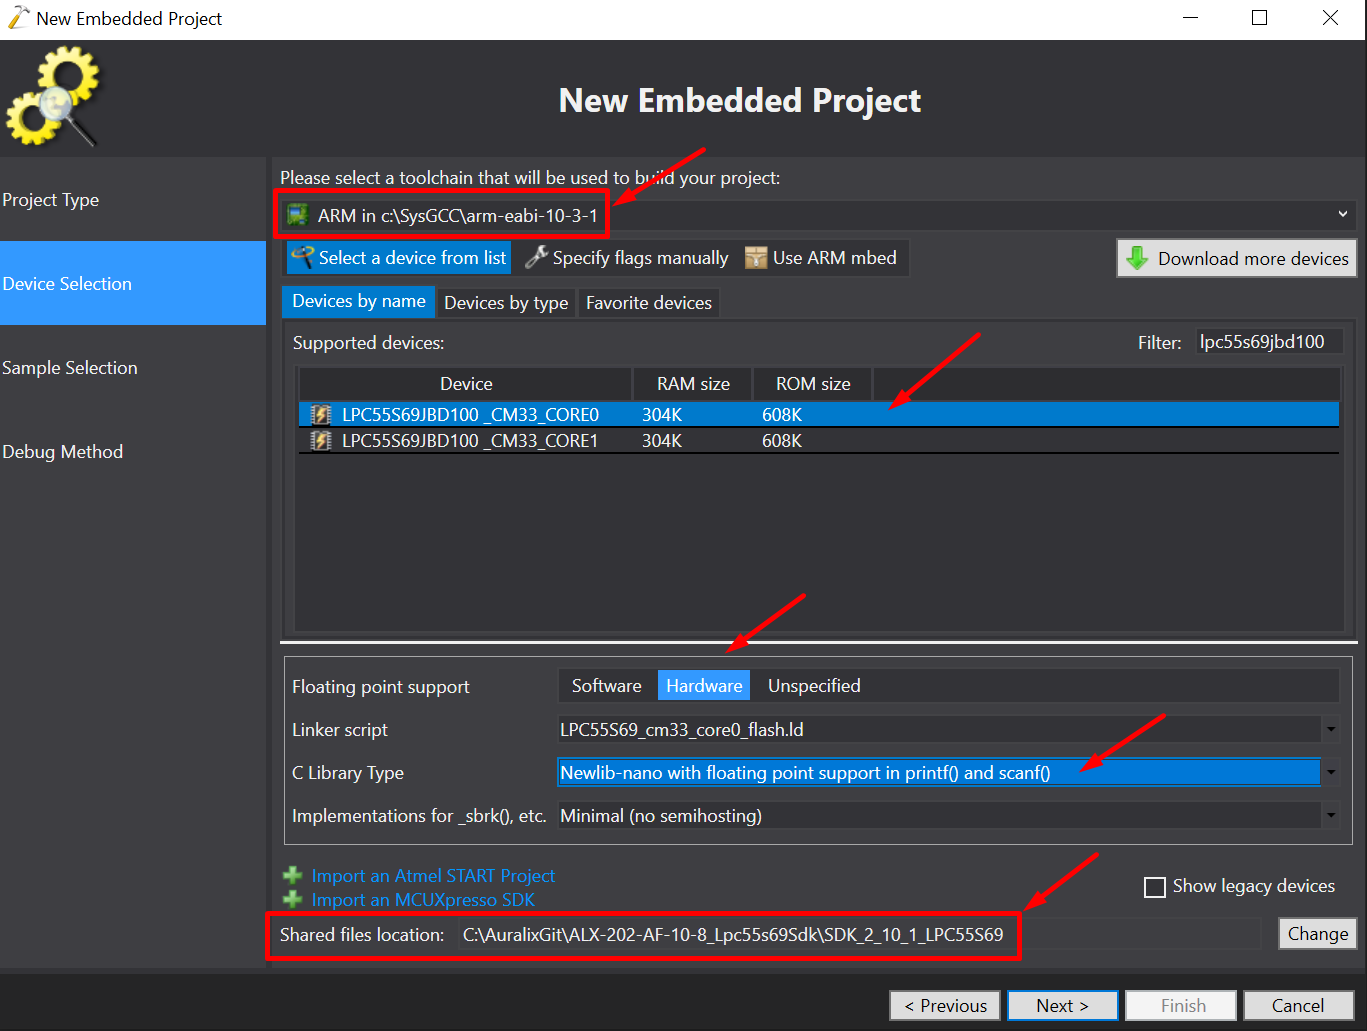 New Embedded Project
New Embedded Project
Project Type
Device Selection
Sample Selection
Debug Method
Please select a toolchain that will be used to build your project:
ARM in c:\SysGCC\arm-eabi-10-3-1
Select a device from list Specify flags manually Use ARM mbed Download more devices
Devices by name Devices by type Favorite devices
Supported devices: Filter: lpc55s69jbd100
Device RAM size ROM size
LPC55S69JBD100 _CM33_CORE0 304K 608K
LPC55S69JBD100 _CM33_CORE1 304K 608K
Floating point support Software Hardware Unspecified
Linker script LPC55S69_cm33_core0_flash.ld
C Library Type Newlib-nano with floating point support in printf() and scanf()
Implementations for _sbrk(), etc. Minimal (no semihosting)
Import an Atmel START Project
Import an MCUXpresso SDK
Show legacy devices
Shared files location: C:\AuralixGit\ALX-202-AF-10-8_Lpc55s69Sdk\SDK_2_10_1_LPC55S69 Change
< Previous Next > Finish Cancel